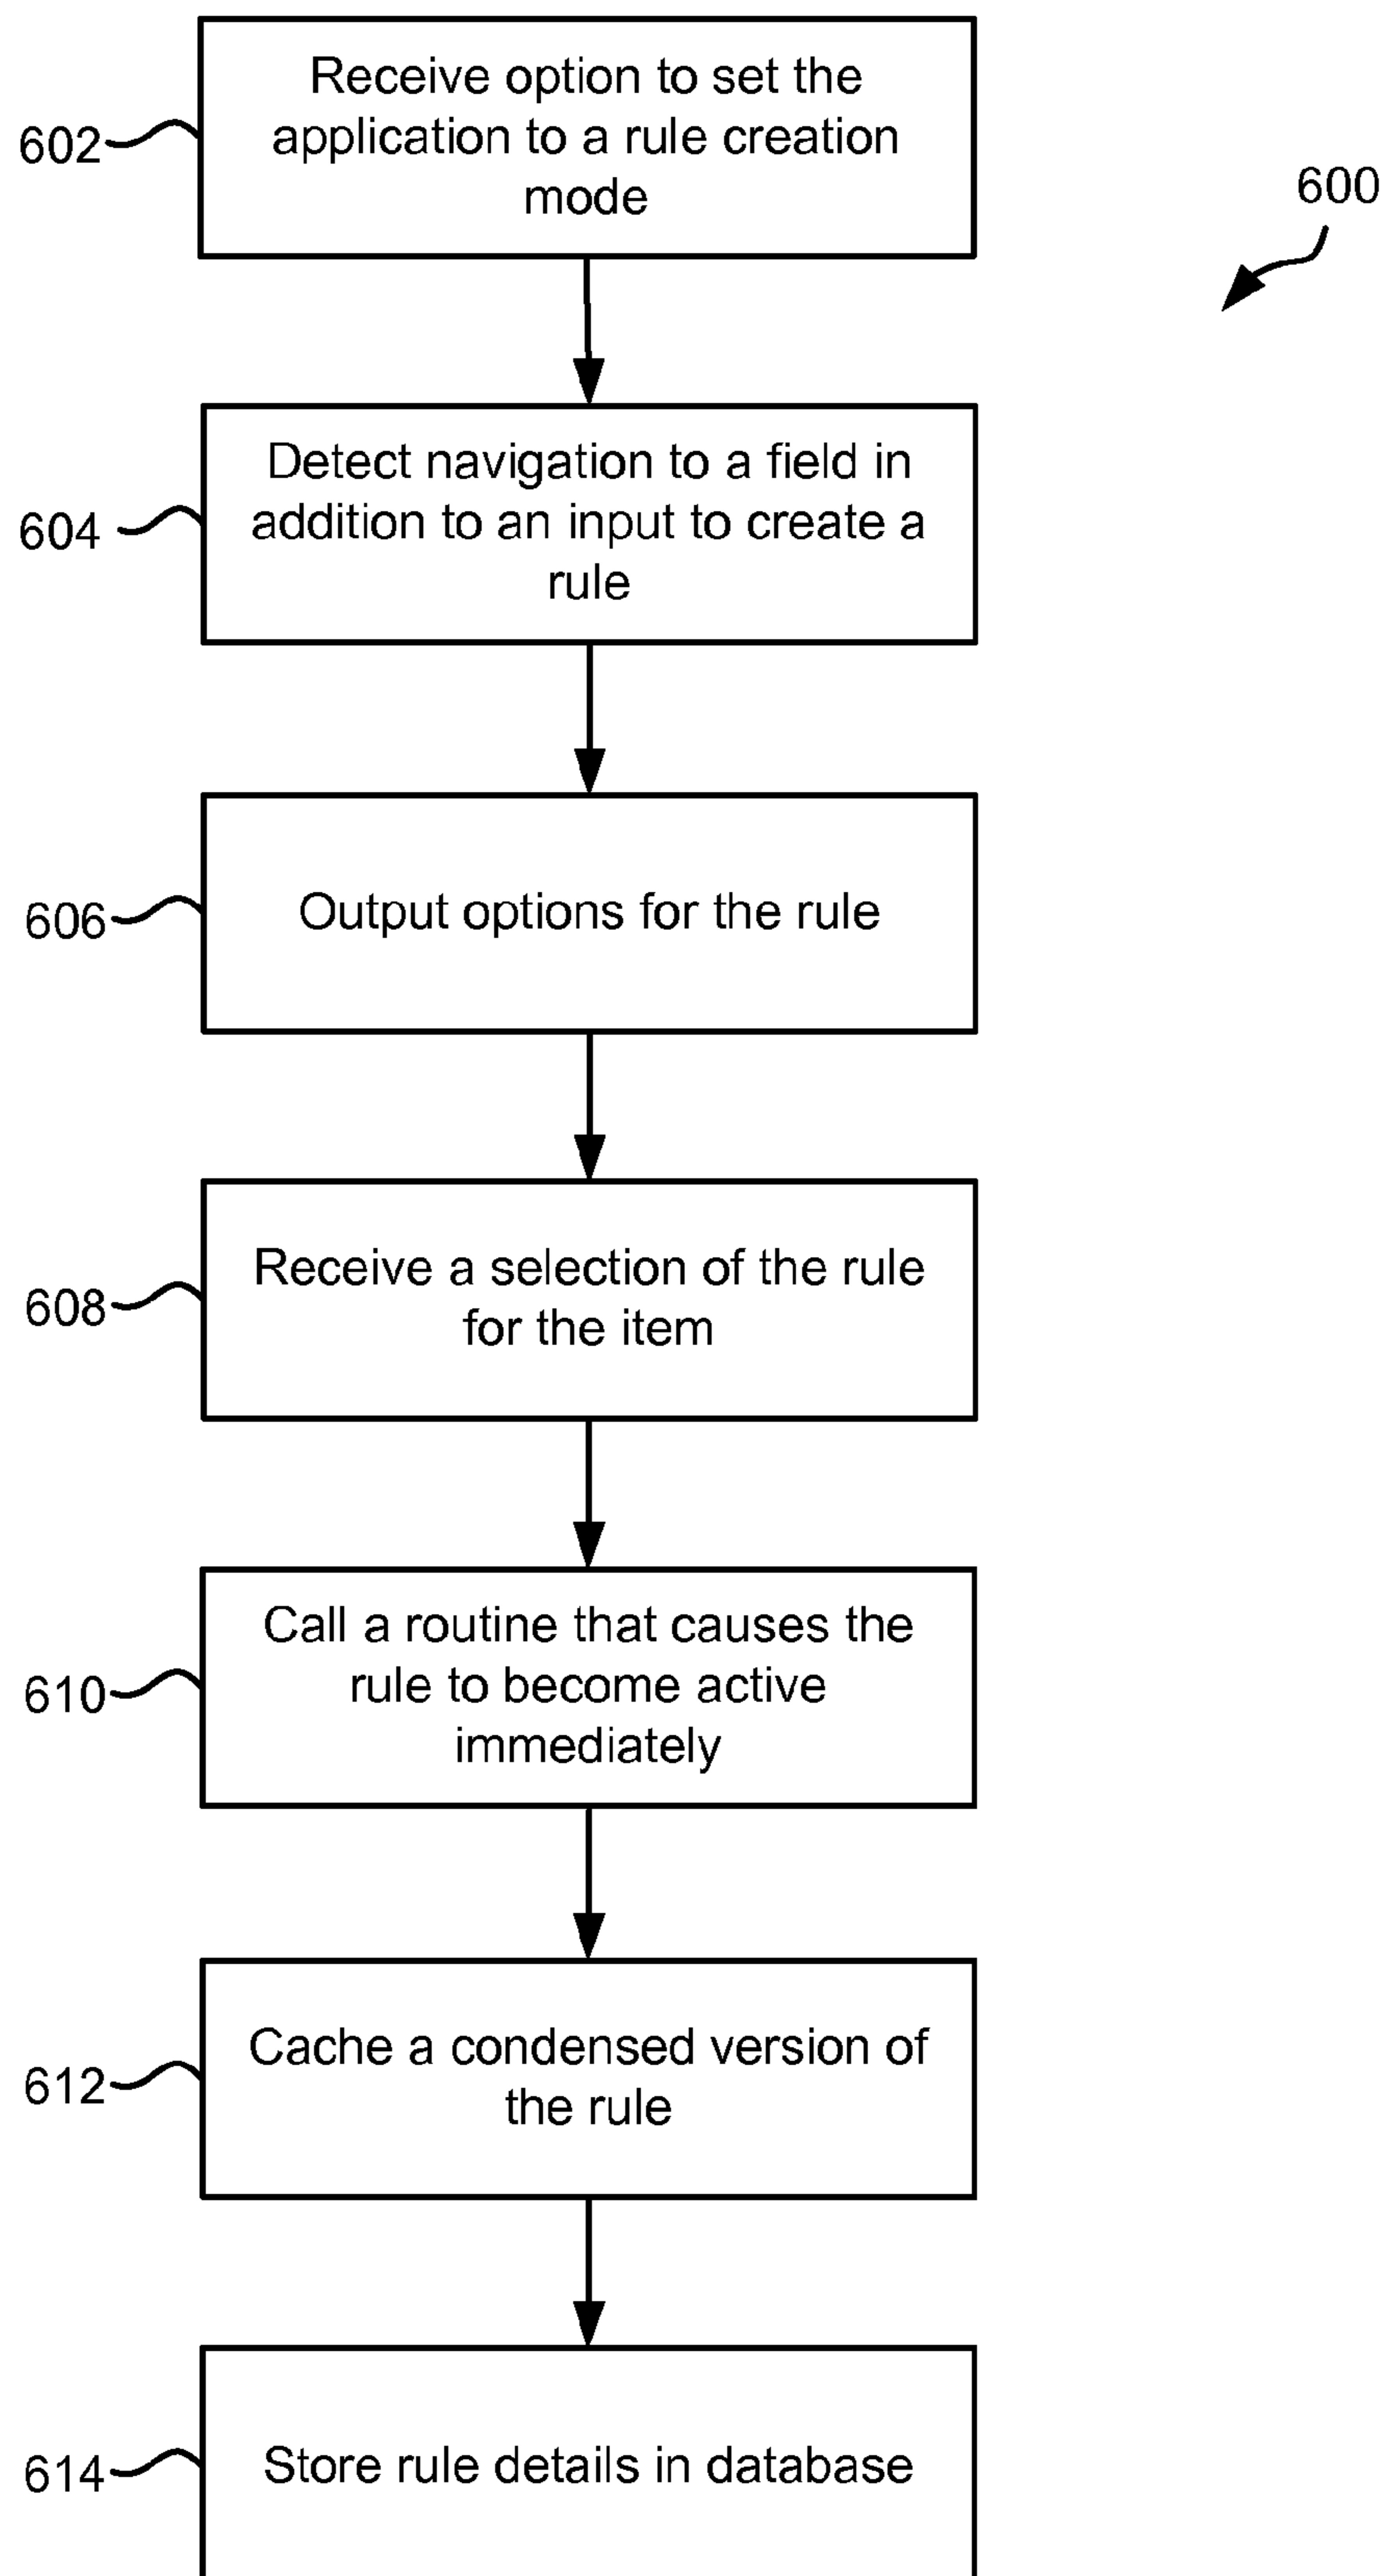 Receive option to set the
application to a rule creation
mode
602
600
Detect navigation to a field in
addition to an input to create a
rule
604
Output options for the rule
606
Receive a selection of the rule
for the item
608
Call a routine that causes the
rule to become active
immediately
610
Cache a condensed version of
the rule
612
Store rule details in database
614